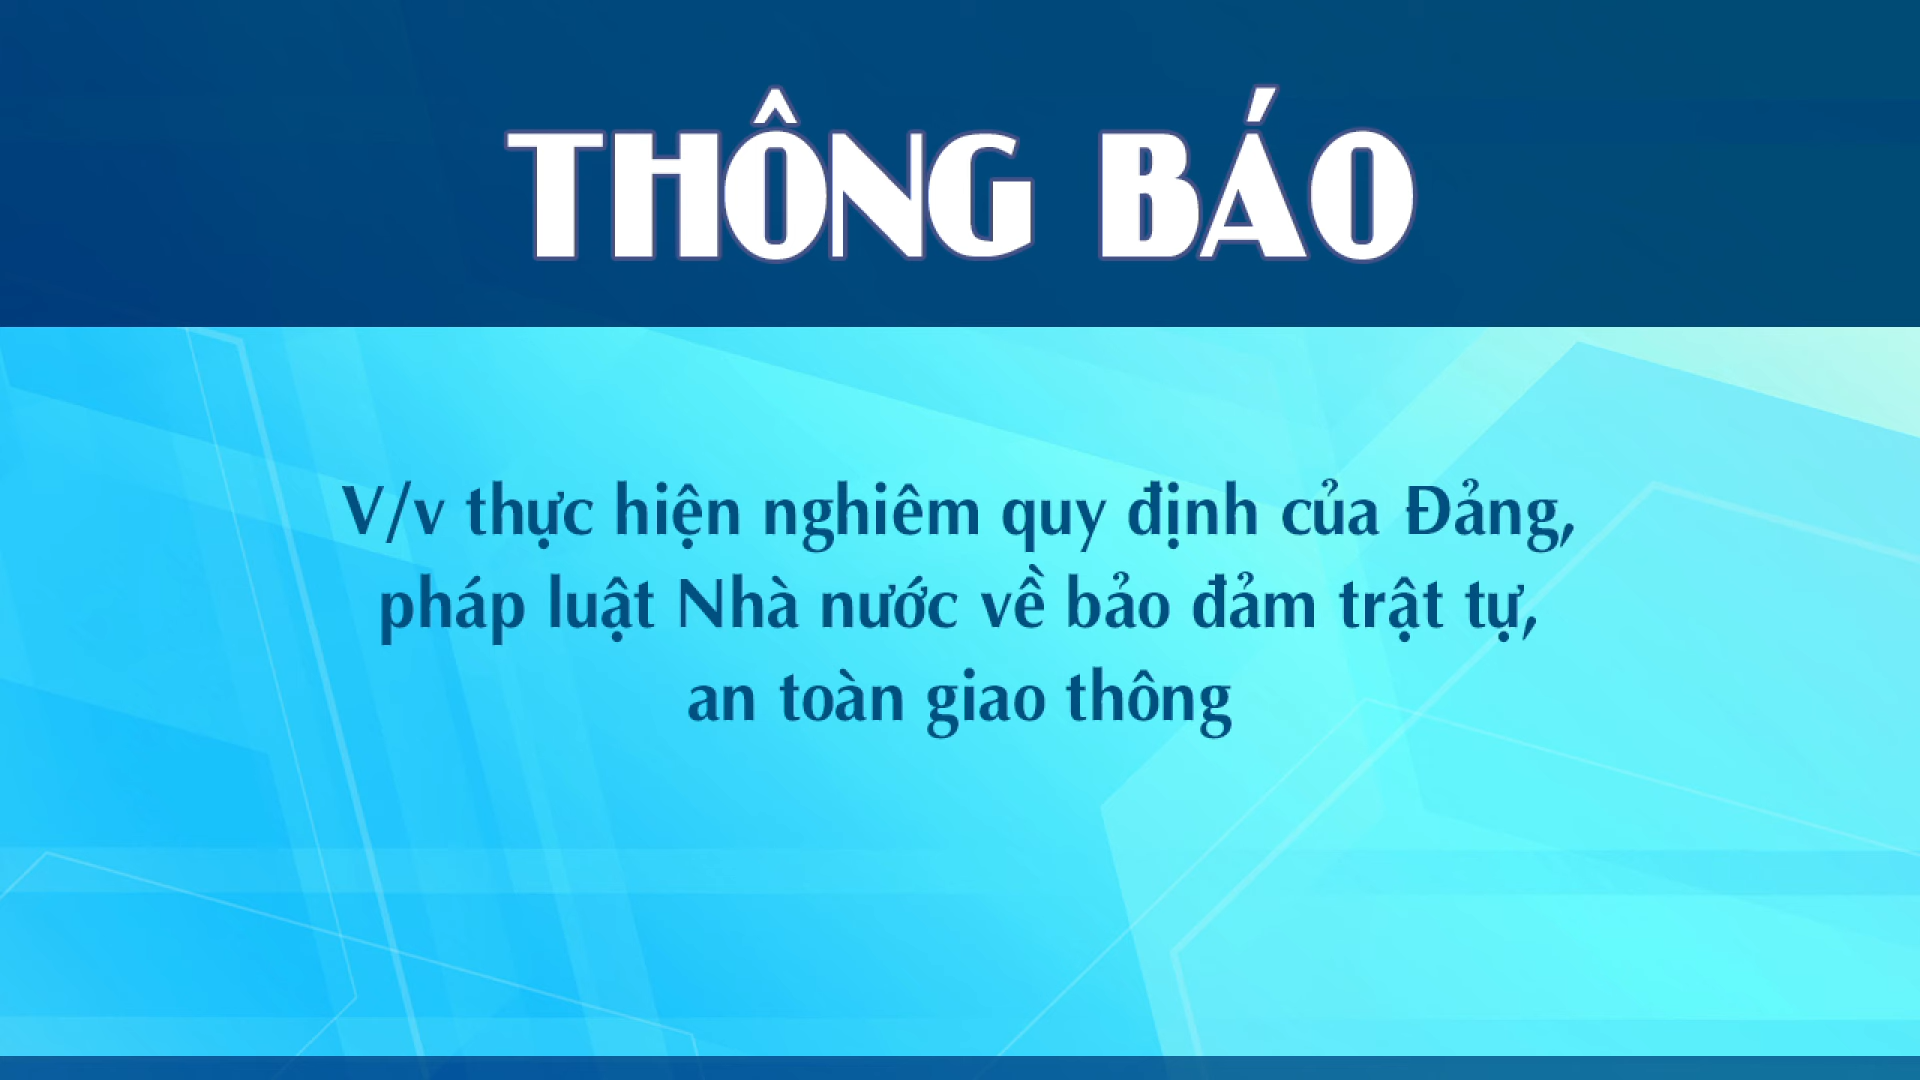 THÔNG BÁO
V/v thực hiện nghiêm quy định của Đảng,
pháp luật Nhà nước về bảo đảm trật tự,
an toàn giao thông